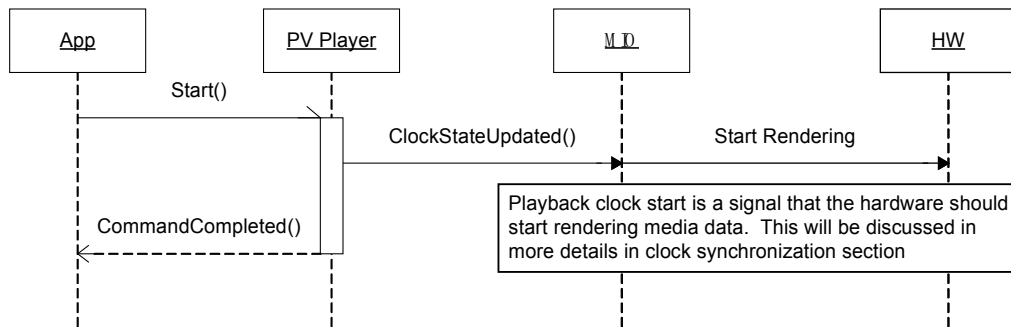 App
PV Player
HW
Start()
ClockStateUpdated()
Start Rendering
Playback clock start is a signal that the hardware should
start rendering media data. This will be discussed in
more details in clock synchronization section
CommandCompleted()